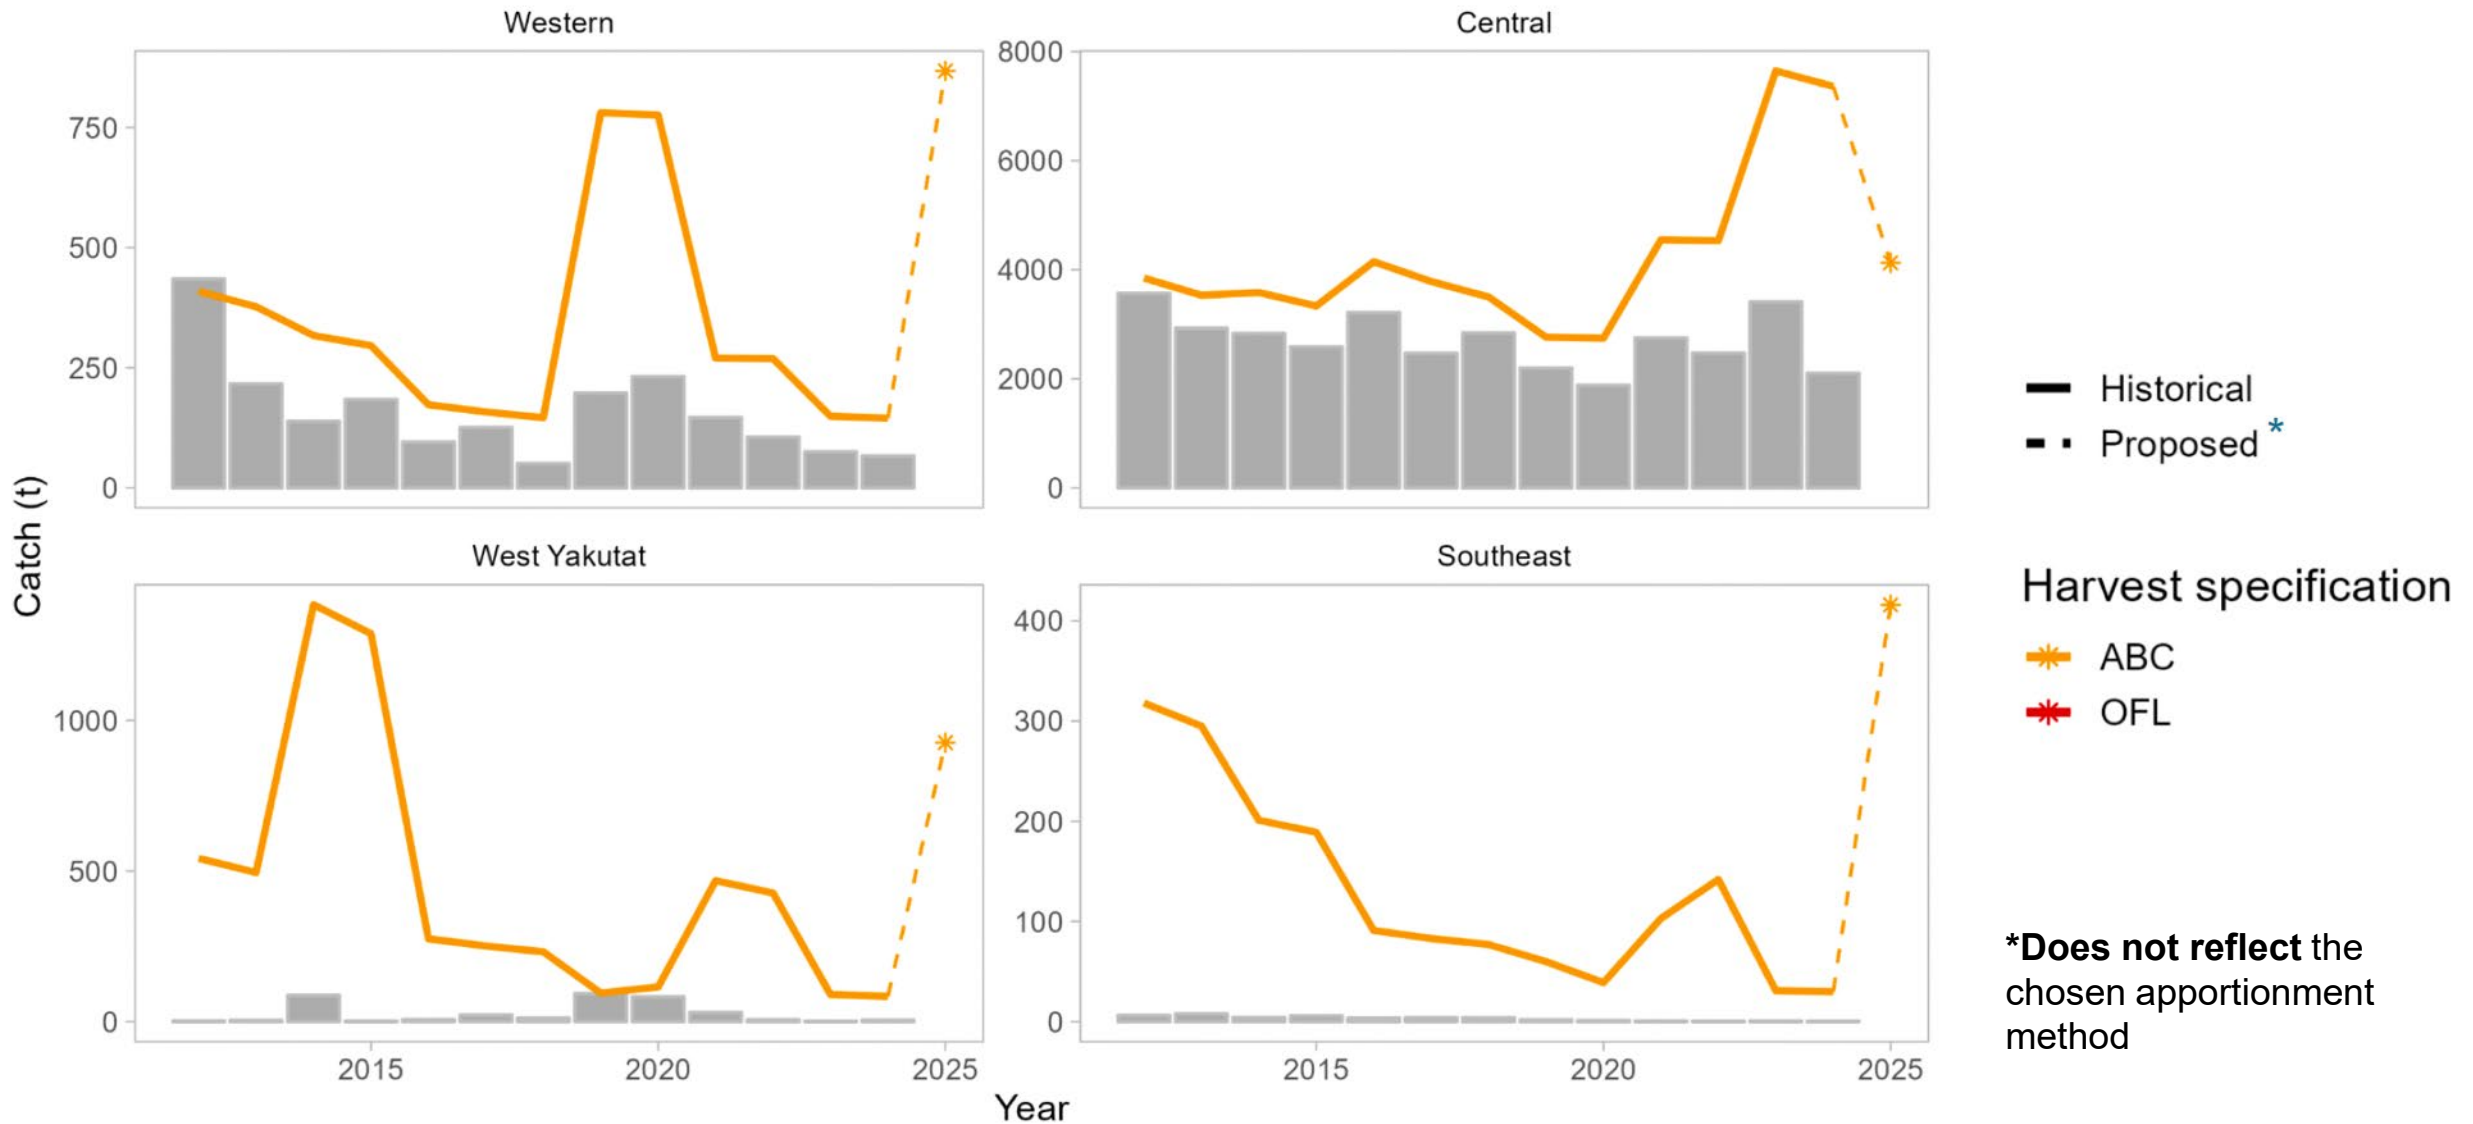 Western
Central
750
500
250
0
8000
6000
4000
2000
0
Catch (t)
West Yakutat
Southeast
1000
500
0
400
300
200
100
0
2015
2020
2025
2015
2020
2025
Year
Historical
Proposed *
Harvest specification
ABC
OFL
*Does not reflect the
chosen apportionment
method